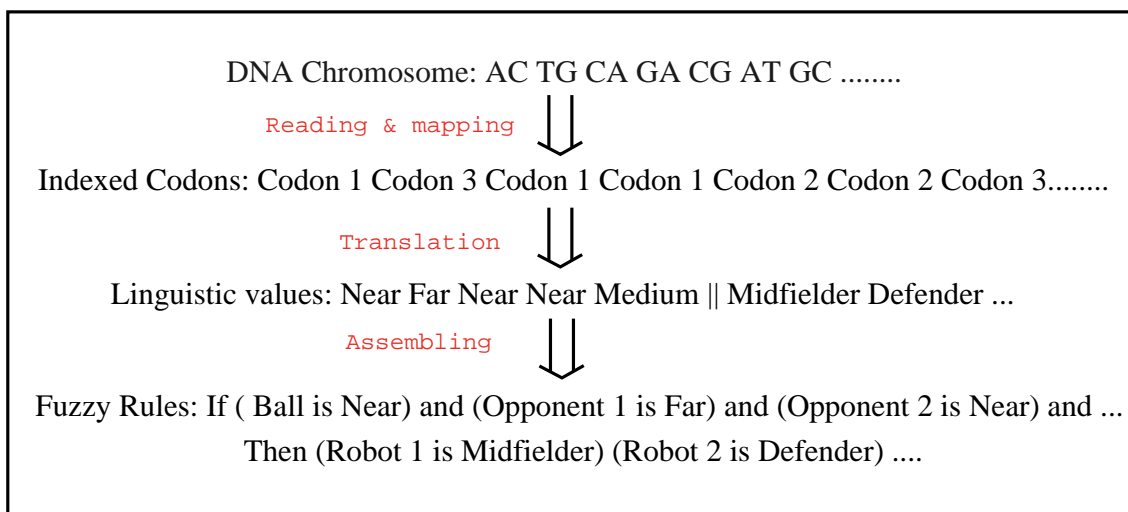 DNA Chromosome: AC TG CA GA CG AT GC ........
Reading & mapping
Indexed Codons: Codon 1 Codon 3 Codon 1 Codon 1 Codon 2 Codon 2 Codon 3........
Translation
Linguistic values: Near Far Near Near Medium || Midfielder Defender ...
Assembling
Fuzzy Rules: If ( Ball is Near) and (Opponent 1 is Far) and (Opponent 2 is Near) and ...
Then (Robot 1 is Midfielder) (Robot 2 is Defender) ....